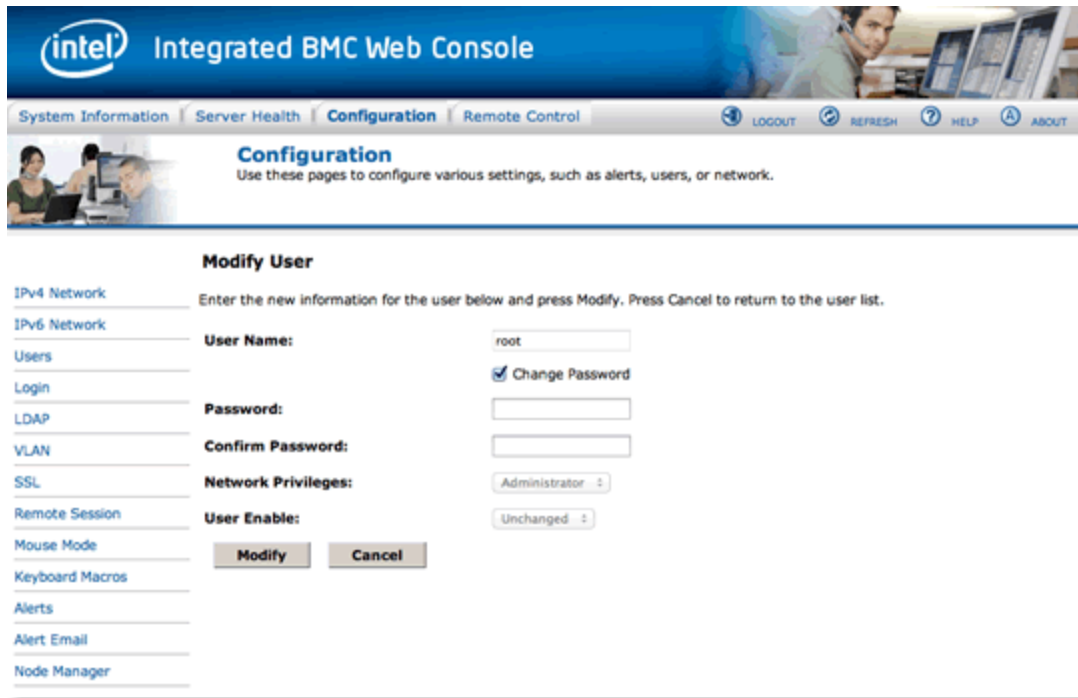 intel Integrated BMC Web Console
System Information Server Health Configuration Remote Control LOGOUT REFRESH ? HELP A ABOUT
Configuration
Use these pages to configure various settings, such as alerts, users, or network.
Modify User
Enter the new information for the user below and press Modify. Press Cancel to return to the user list.
IPv4 Network
IPv6 Network
Users
Login
LDAP
VLAN
SSL
Remote Session
Mouse Mode
Keyboard Macros
Alerts
Alert Email
Node Manager
User Name: root
Change Password
Password:
Confirm Password:
Network Privileges: Administrator
User Enable: Unchanged
Modify Cancel